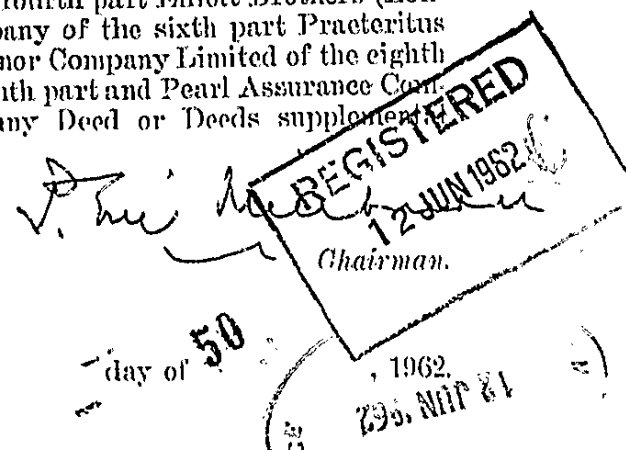 fourth part Elliott Brothers (Lon-
pany of the sixth part Praeteritus
nor Company Limited of the eighth
nth part and Pearl Assurance Com-
any Deed or Deeds supplemental
REGISTERED
12 JUN 1962
Chairman.
day of 50 , 1962.